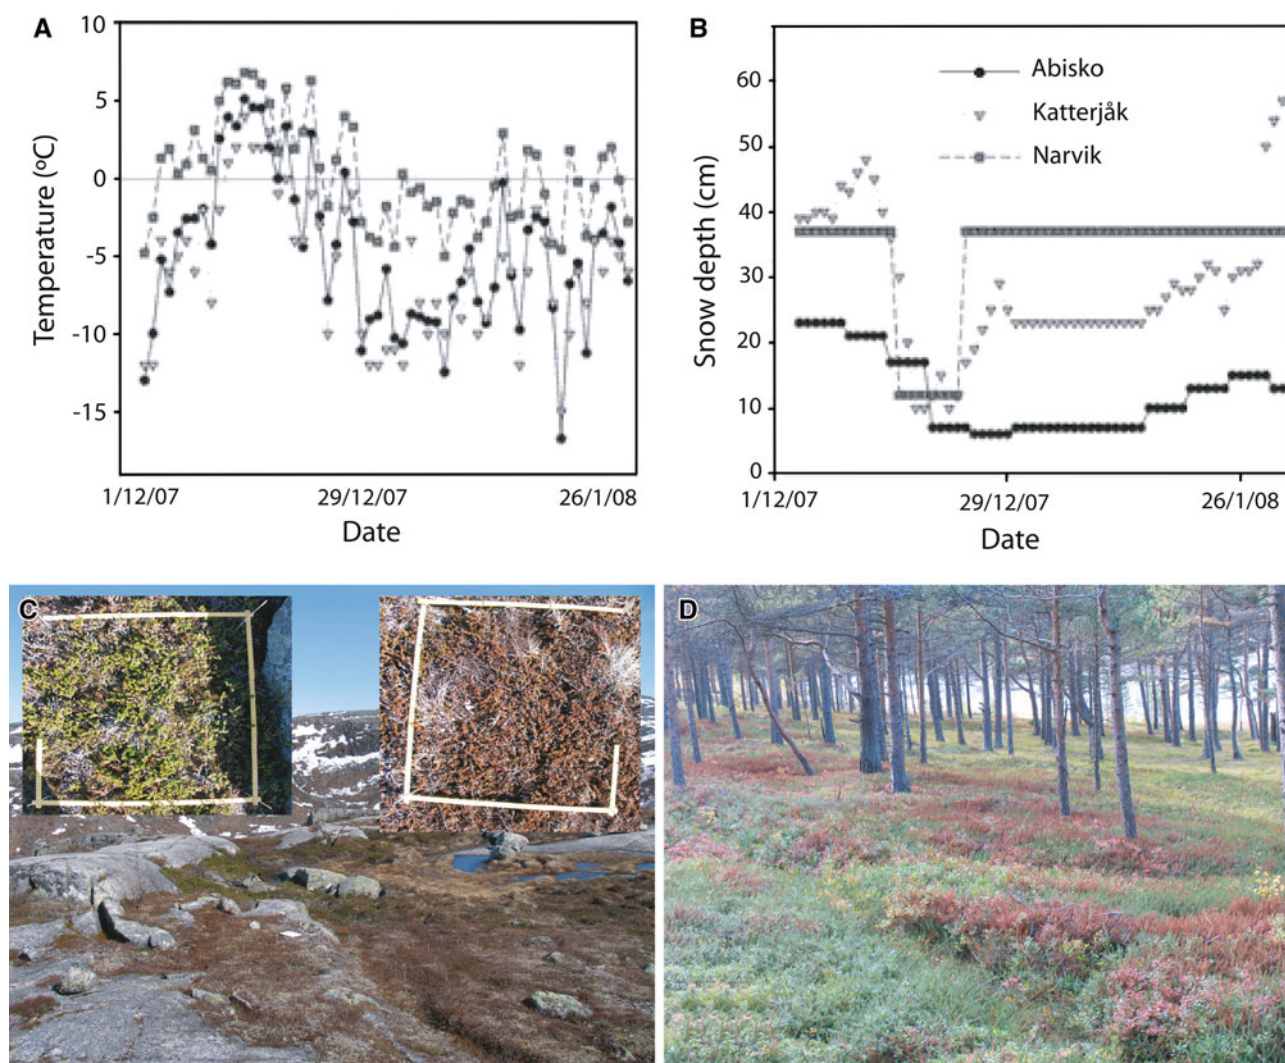 A
Temperature (ºC)
10
5
0
-5
-10
-15
1/12/07
29/12/07
26/1/08
Date
B
Snow depth (cm)
60
50
40
30
20
10
0
Abisko
Katterjåk
Narvik
1/12/07
29/12/07
26/1/08
Date
C
D